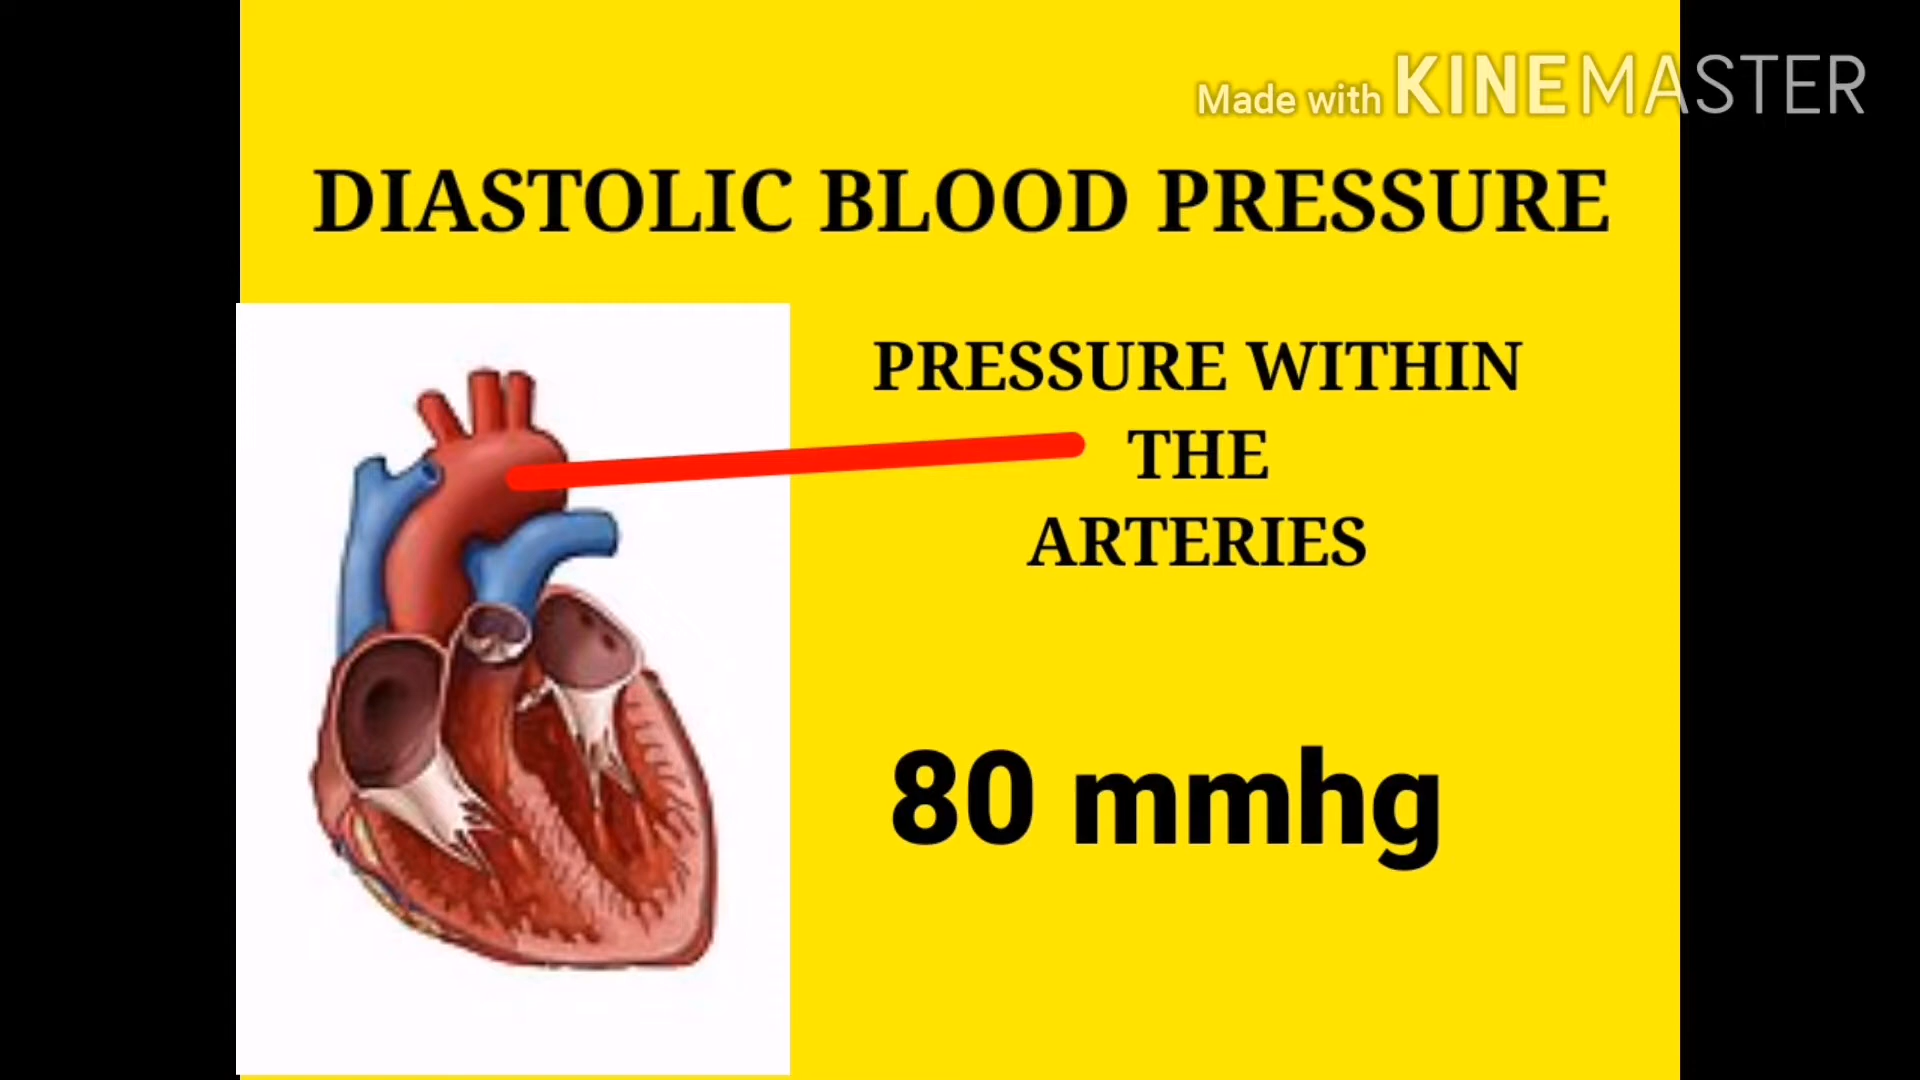 Made with KINEMASTER
DIASTOLIC BLOOD PRESSURE
PRESSURE WITHIN
THE
ARTERIES
80 mmhg